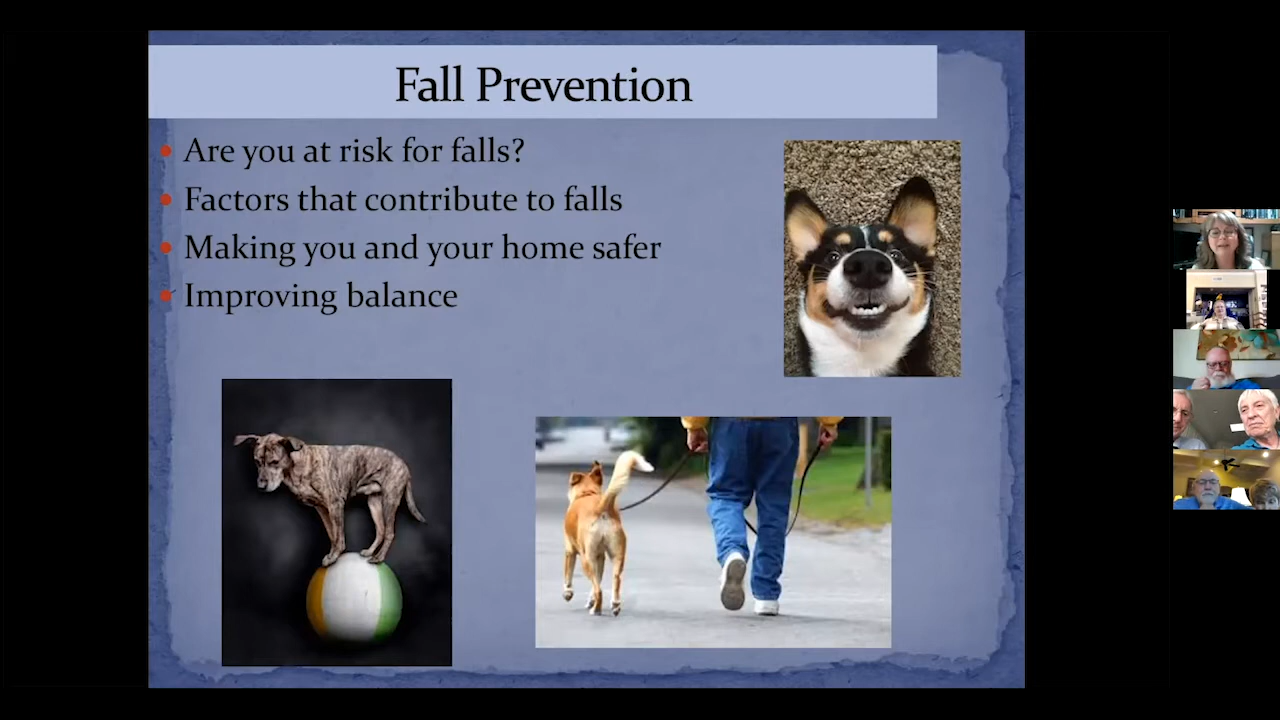 Fall Prevention
Are you at risk for falls?
Factors that contribute to falls
Making you and your home safer
Improving balance